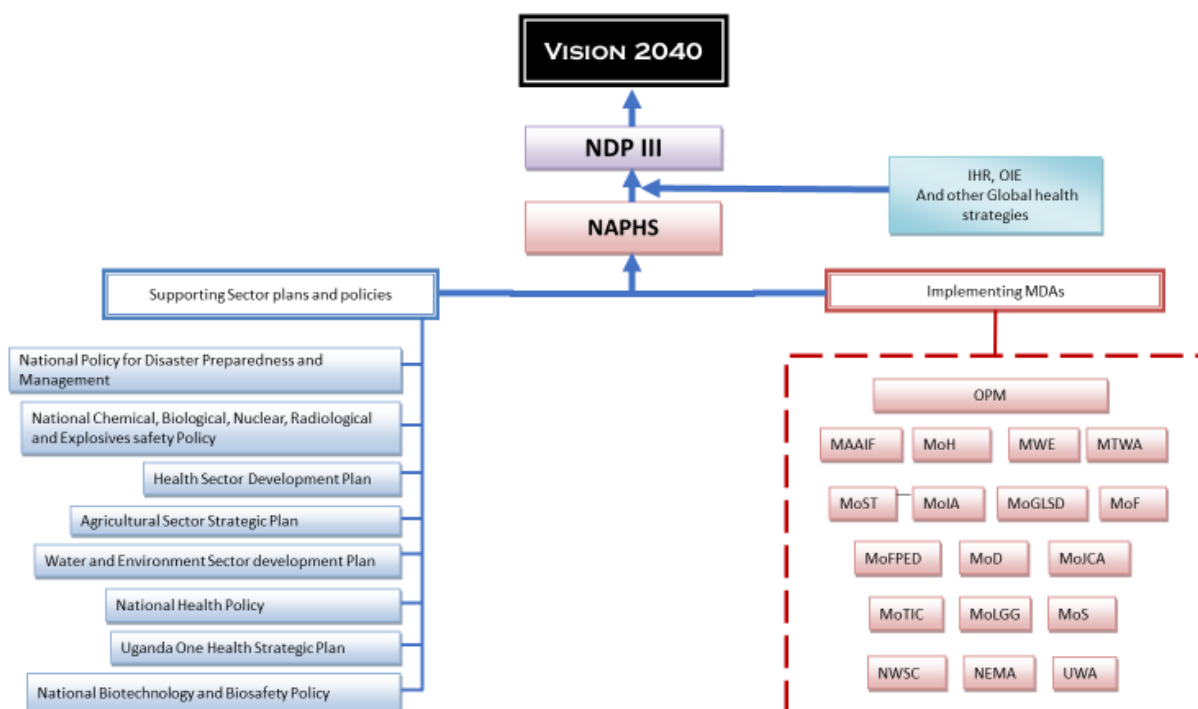 VISION 2040
NDP III
IHR, OIE
And other Global health
strategies
NAPHS
Supporting Sector plans and policies
Implementing MDAs
National Policy for Disaster Preparedness and
Management
National Chemical, Biological, Nuclear, Radiological
and Explosives safety Policy
Health Sector Development Plan
Agricultural Sector Strategic Plan
Water and Environment Sector development Plan
National Health Policy
Uganda One Health Strategic Plan
National Biotechnology and Biosafety Policy
OPM
MAAIF MoH MWE MTWA
MoST MoIA MoGLSD MoF
MoFPED MoD MoJCA
MoTIC MoLGG MoS
NWSC NEMA UWA